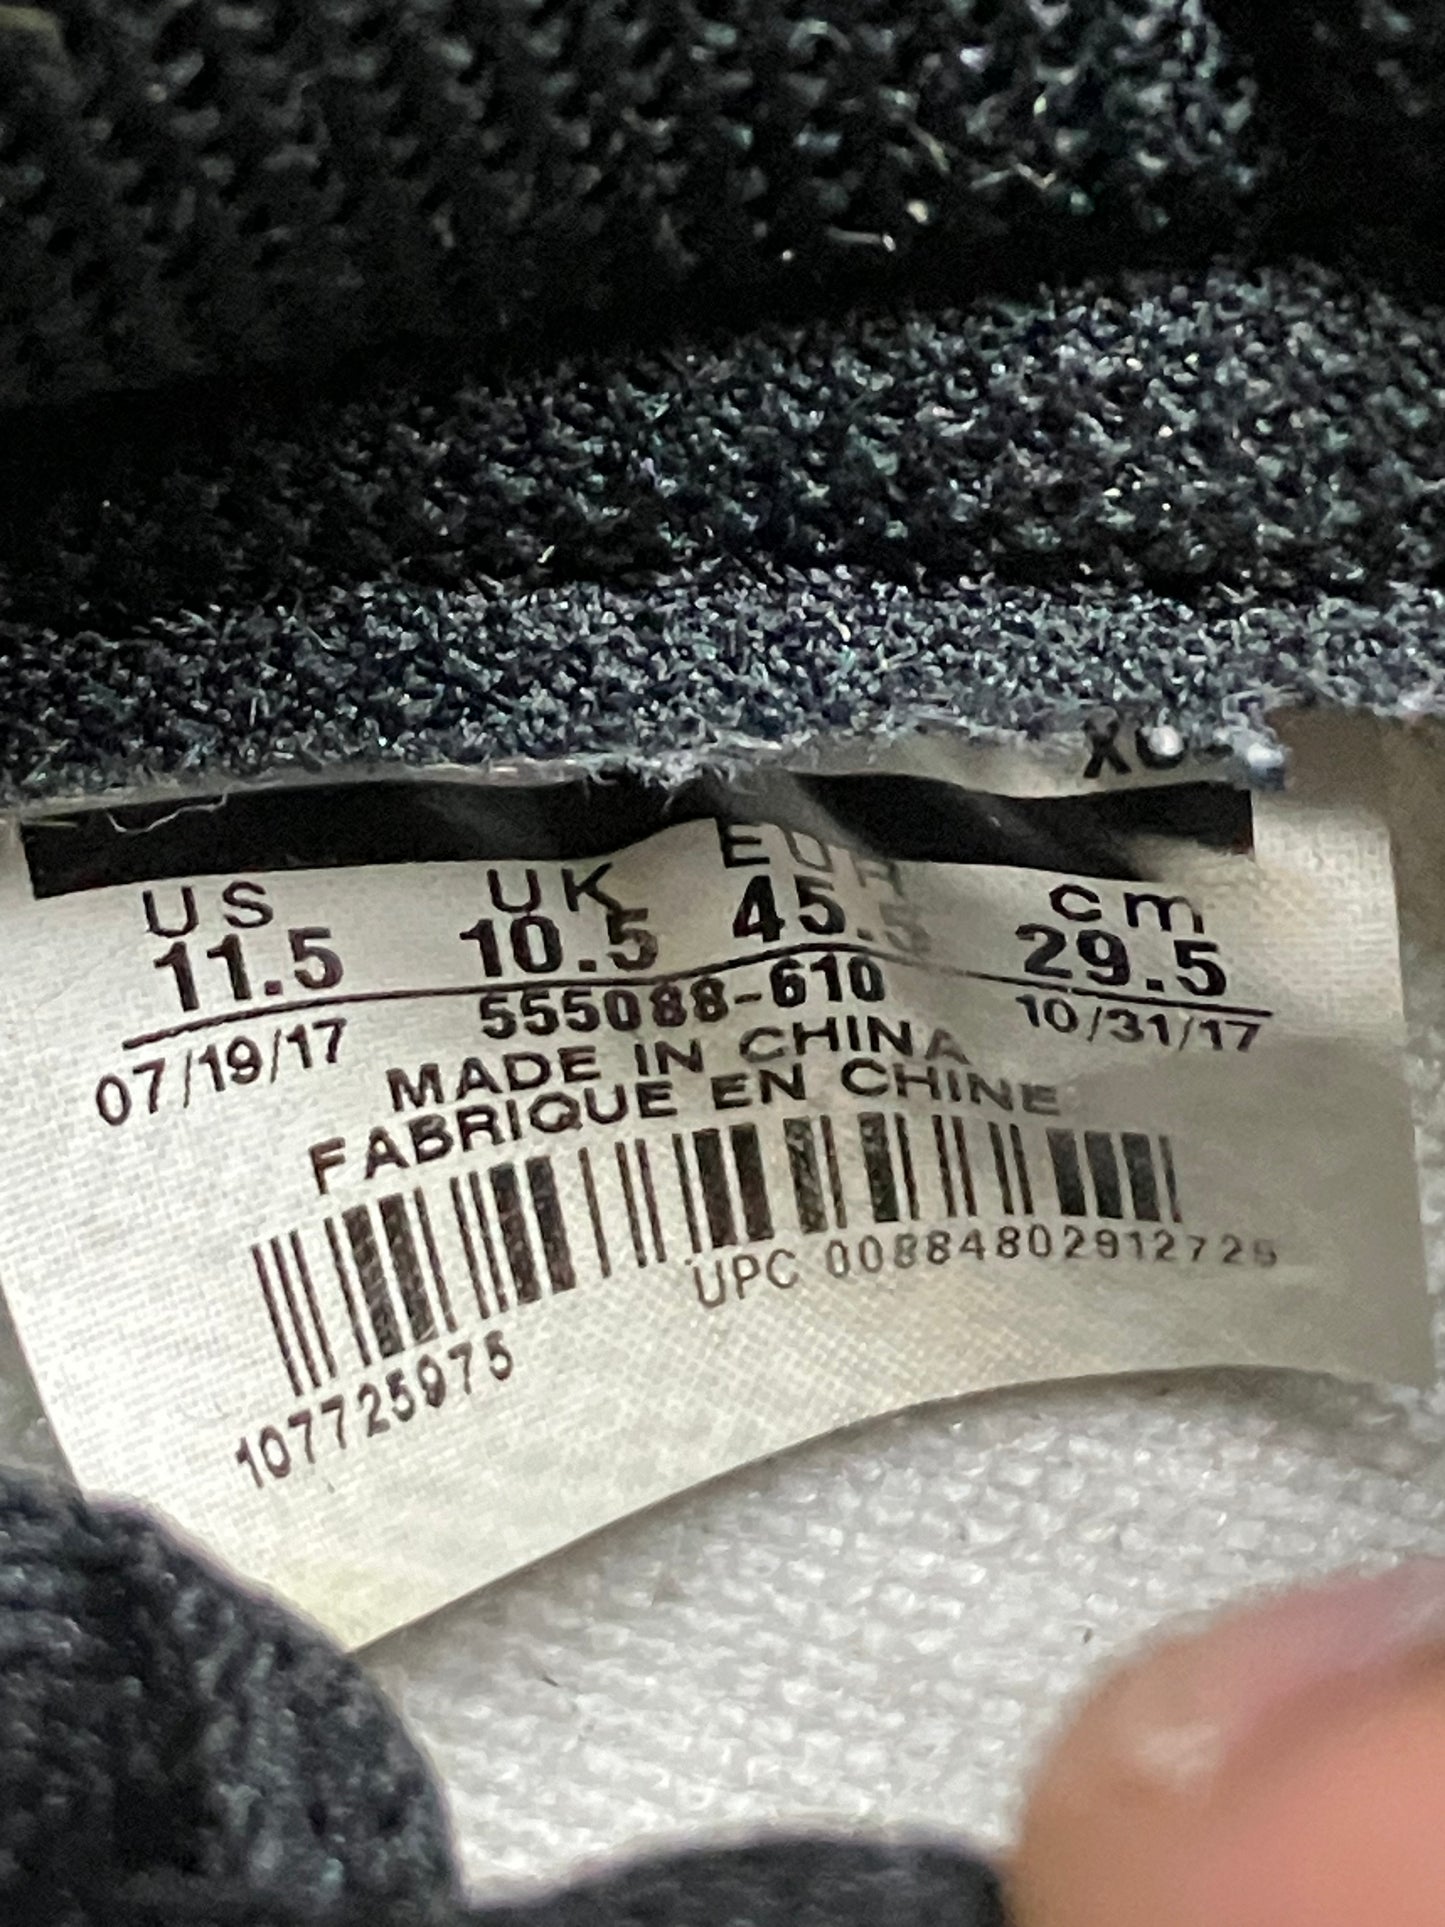 US UK EUR cm
11.5 10.5 45.5 29.5
07/19/17 555088-610 10/31/17
MADE IN CHINA
FABRIQUE EN CHINE
UPC 00884802912725
107725975